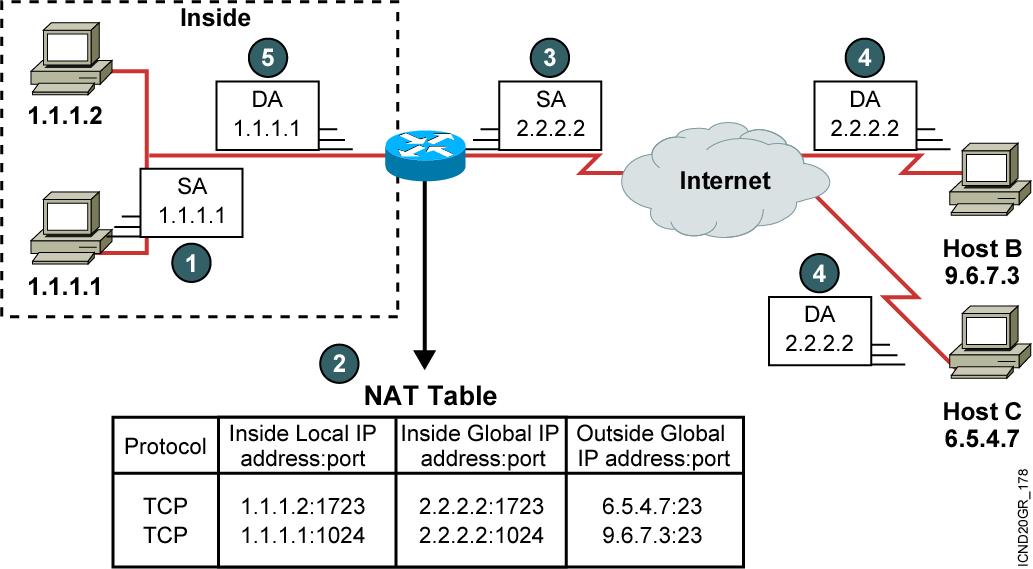 Inside
5
3
4
DA
1.1.1.1
SA
2.2.2.2
DA
2.2.2.2
1.1.1.2
SA
1.1.1.1
Internet
1
1.1.1.1
Host B
9.6.7.3
4
DA
2.2.2.2
2
NAT Table
Host C
6.5.4.7
Protocol
Inside Local IP
address:port
Inside Global IP
address:port
Outside Global
IP address:port
TCP 1.1.1.2:1723 2.2.2.2:1723 6.5.4.7:23
TCP 1.1.1.1:1024 2.2.2.2:1024 9.6.7.3:23
ICND20GR_178